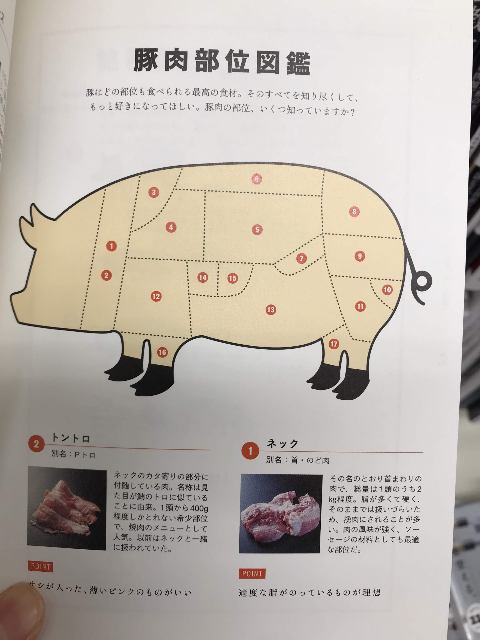 豚肉部位図鑑
豚はどの部位も食べられる最高の食材。そのすべてを知り尽くして、
もっと好きになってほしい。豚肉の部位、いくつ知っていますか?
1
2
3
4
5
6
7
8
9
10
11
12
13
14
15
16
17
1 ネック
別名:首・のど肉
その名のとおり首まわりの
肉で、総量は1頭のうち2
kg程度。脂が多くて硬く、
そのままでは扱いづらいた
め、挽肉にされることが多
い。肉の風味が強く、ソー
セージの材料としても最適
な部位だ。
POINT
適度な脂がのっているものが理想
2 トントロ
別名:Pトロ
ネックのカタ寄りの部分に
付随している肉。名称は見
た目が鮪のトロに似ている
ことに由来。1頭から400g
程度しかとれない希少部位
で、焼肉のメニューとして
人気。以前はネックと一緒
に扱われていた。
POINT
サシが入った、薄いピンクのものがいい